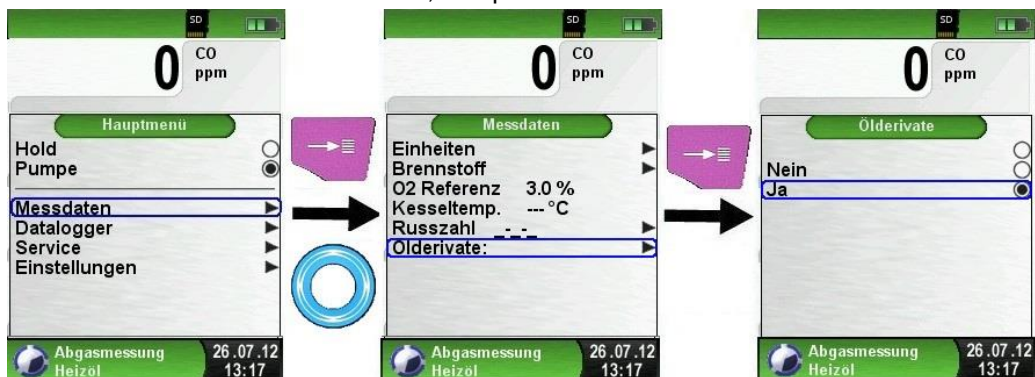 SD
0 CO
ppm
Hauptmenü
Hold
Pumpe
Messdaten
Datalogger
Service
Einstellungen
Abgasmessung 26.07.12
Heizöl 13:17
SD
0 CO
ppm
Messdaten
Einheiten
Brennstoff
O2 Referenz 3.0 %
Kesseltemp. --- °C
Russzahl _-_-_
Ölderivate:
Abgasmessung 26.07.12
Heizöl 13:17
SD
0 CO
ppm
Ölderivate
Nein
Ja
Abgasmessung 26.07.12
Heizöl 13:17